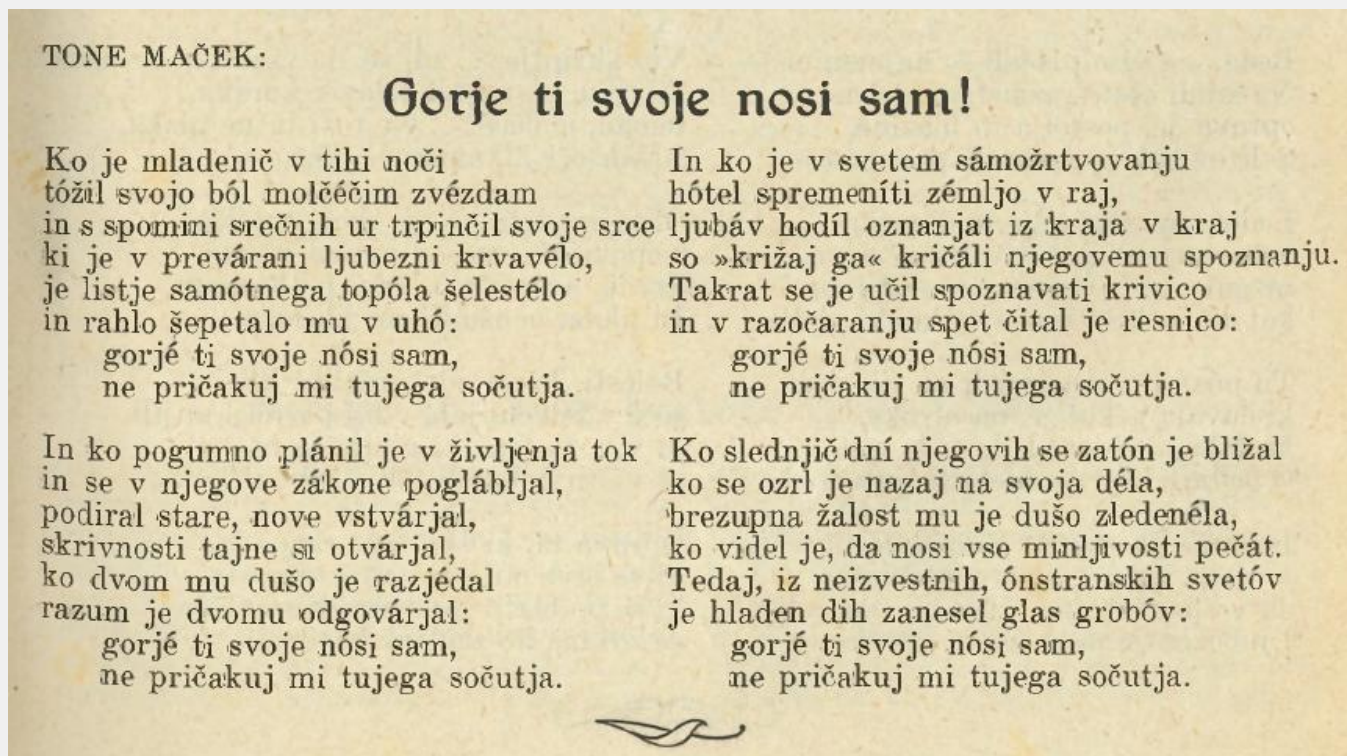 TONE MAČEK:
Gorje ti svoje nosi sam!
Ko je mladenič v tihi noči
tóžil svojo ból molčéčim zvézdam
in s spomini srečnih ur trpinčil svoje srce
ki je v prevárani ljubezni krvavélo,
je listje samótnega topóla šelestélo
in rahlo šepetalo mu v uhó:
gorjé ti svoje nósi sam,
ne pričakuj mi tujega sočutja.
In ko pogumno plánil je v življenja tok
in se v njegove zákone poglábljal,
podiral stare, nove vstvárjal,
skrivnosti tajne si otvárjal,
ko dvom mu dušo je razjédal
razum je dvomu odgovárjal:
gorjé ti svoje nósi sam,
ne pričakuj mi tujega sočutja.
In ko je v svetem sámožrtvovanju
hótel spremeníti zémljo v raj,
ljubáv hodíl oznanjat iz kraja v kraj
so »križaj ga« kričáli njegovemu spoznanju.
Takrat se je učil spoznavati krivico
in v razočaranju spet čital je resnico:
gorjé ti svoje nósi sam,
ne pričakuj mi tujega sočutja.
Ko slednjič dní njegovih se zatón je bližal
ko se ozrl je nazaj na svoja déla,
brezupna žalost mu je dušo zledenéla,
ko videl je, da nosi vse minljivosti pečát.
Tedaj, iz neizvestnih, ónstranskih svetóv
je hladen dih zanesel glas grobóv:
gorjé ti svoje nósi sam,
ne pričakuj mi tujega sočutja.